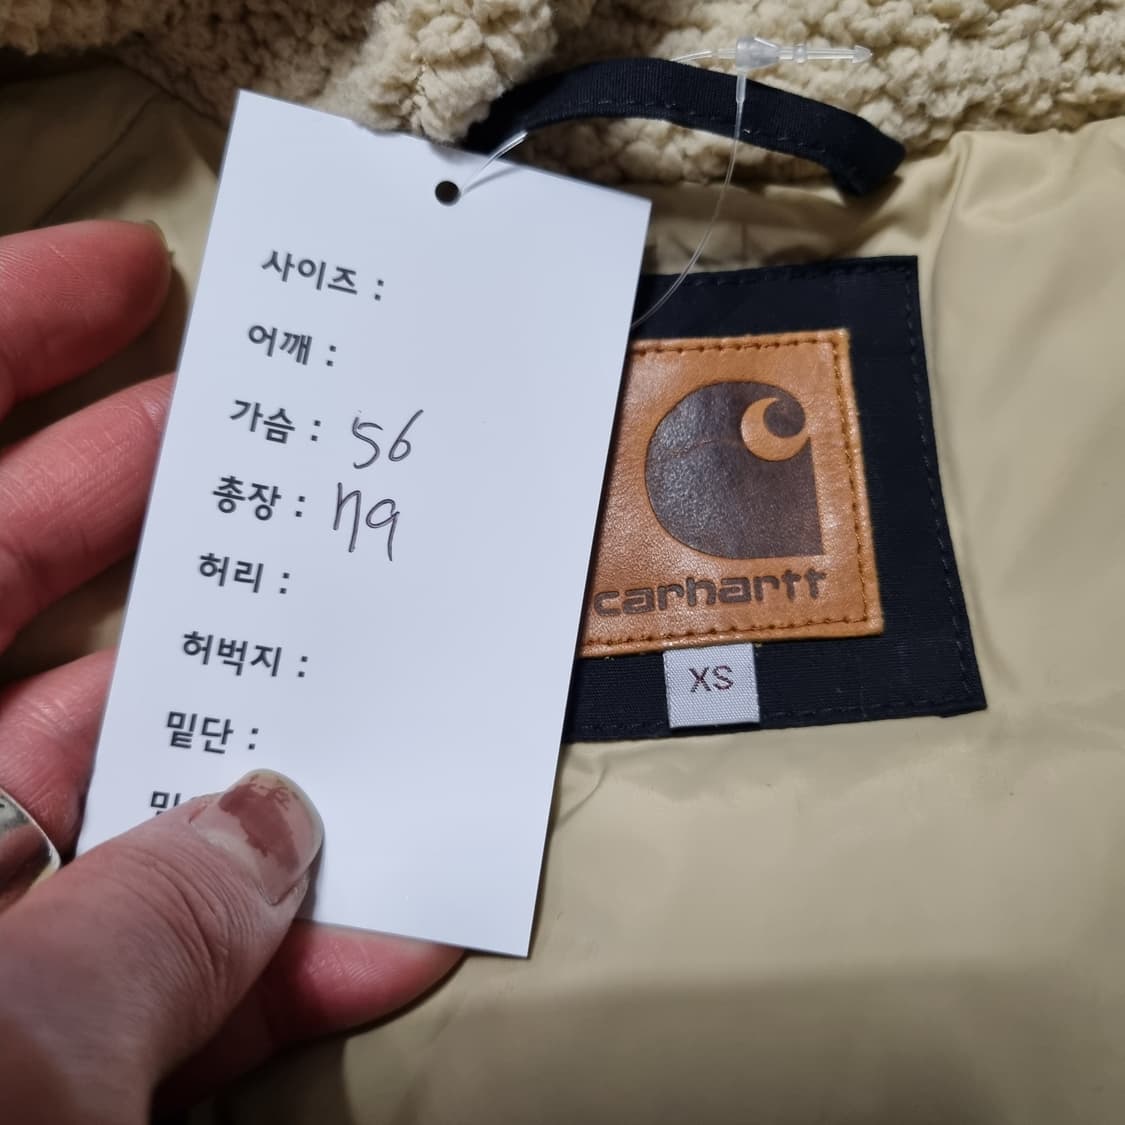 사이즈 :
어깨 :
가슴 : 56
총장 : 79
허리 :
허벅지 :
밑단 :
carhartt
XS